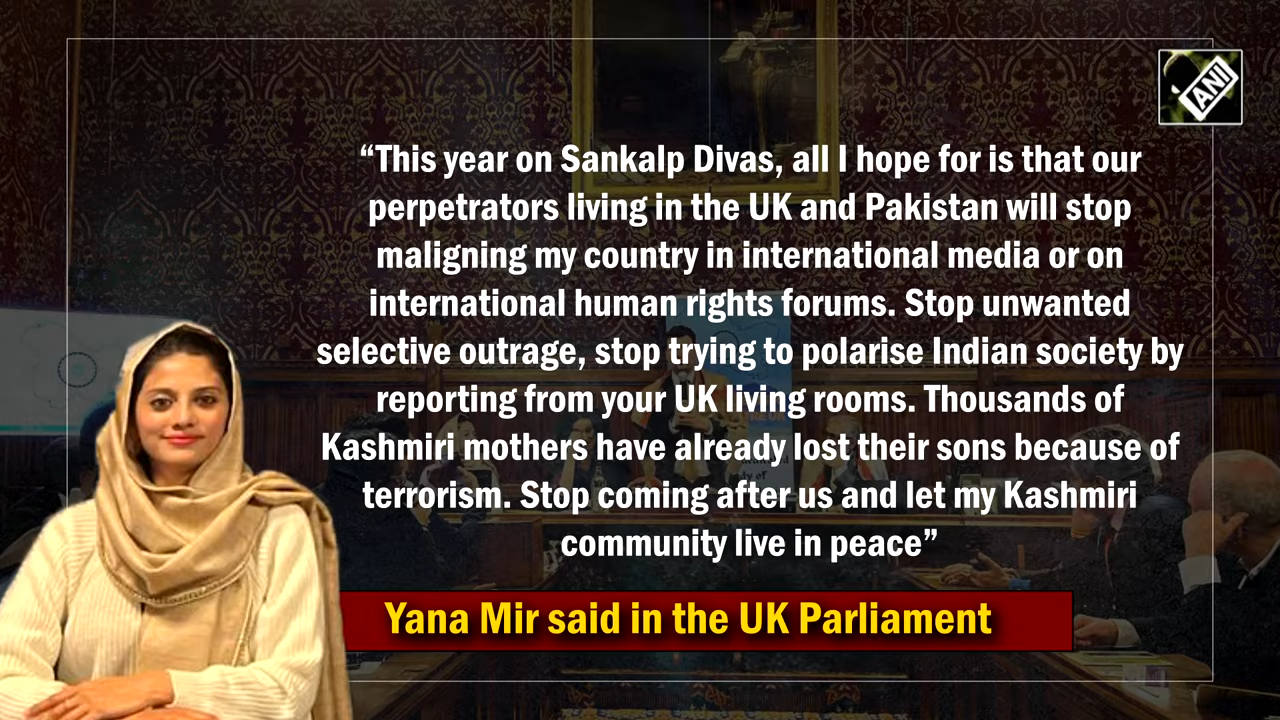 ANI
“This year on Sankalp Divas, all I hope for is that our
perpetrators living in the UK and Pakistan will stop
maligning my country in international media or on
international human rights forums. Stop unwanted
selective outrage, stop trying to polarise Indian society by
reporting from your UK living rooms. Thousands of
Kashmiri mothers have already lost their sons because of
terrorism. Stop coming after us and let my Kashmiri
community live in peace”
Yana Mir said in the UK Parliament